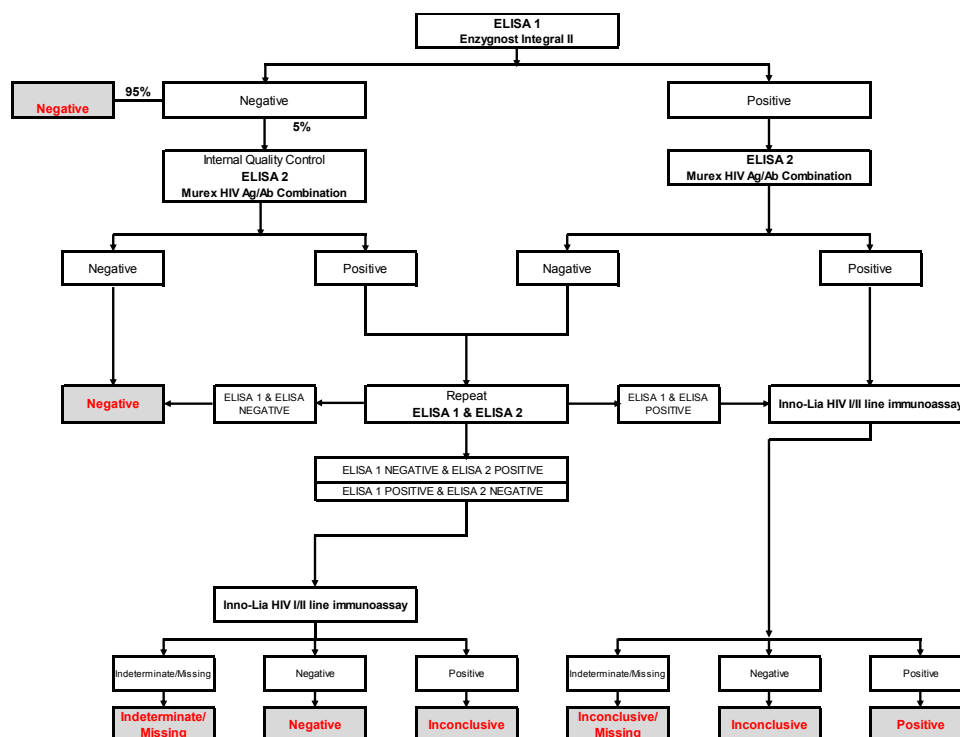 ELISA 1
Enzygnost Integral II
95%
Negative
Negative
Positive
5%
Internal Quality Control
ELISA 2
Murex HIV Ag/Ab Combination
ELISA 2
Murex HIV Ag/Ab Combination
Negative
Positive
Nagative
Positive
Negative
ELISA 1 & ELISA
NEGATIVE
Repeat
ELISA 1 & ELISA 2
ELISA 1 & ELISA
POSITIVE
Inno-Lia HIV I/II line immunoassay
ELISA 1 NEGATIVE & ELISA 2 POSITIVE
ELISA 1 POSITIVE & ELISA 2 NEGATIVE
Inno-Lia HIV I/II line immunoassay
Indeterminate/Missing
Negative
Positive
Indeterminate/Missing
Negative
Positive
Indeterminate/
Missing
Negative
Inconclusive
Inconclusive/
Missing
Inconclusive
Positive